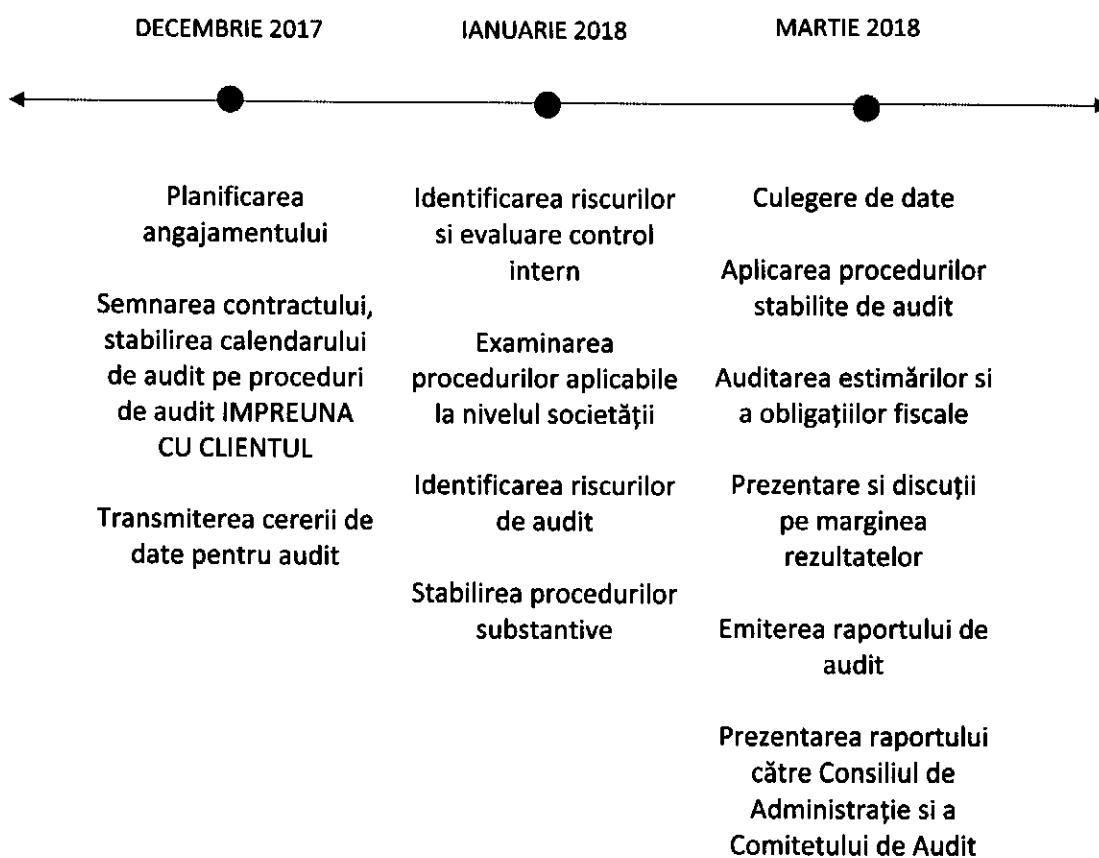 DECEMBRIE 2017
IANUARIE 2018
MARTIE 2018
Planificarea
angajamentului
Semnarea contractului,
stabilirea calendarului
de audit pe proceduri
de audit IMPREUNA
CU CLIENTUL
Transmiterea cererii de
date pentru audit
Identificarea riscurilor
si evaluare control
intern
Examinarea
procedurilor aplicabile
la nivelul societății
Identificarea riscurilor
de audit
Stabilirea procedurilor
substantive
Culegere de date
Aplicarea procedurilor
stabilite de audit
Auditarea estimărilor si
a obligațiilor fiscale
Prezentare si discuții
pe marginea
rezultatelor
Emiterea raportului de
audit
Prezentarea raportului
către Consiliul de
Administrație si a
Comitetului de Audit